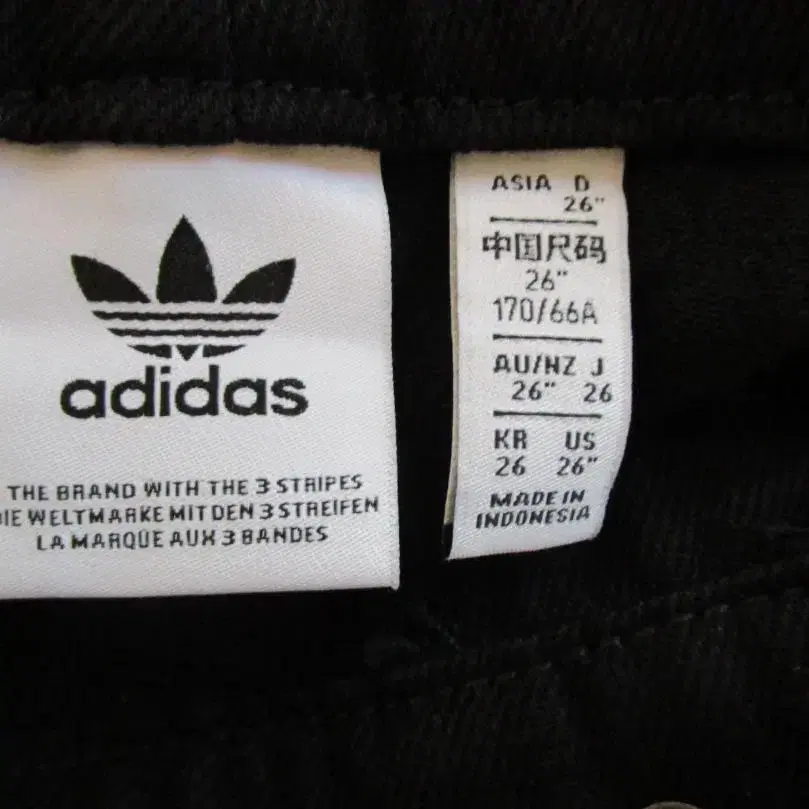 adidas
THE BRAND WITH THE 3 STRIPES
DIE WELTMARKE MIT DEN 3 STREIFEN
LA MARQUE AUX 3 BANDES
ASIA D
26"
中国尺码
26"
170/66A
AU/NZ J
26" 26
KR US
26 26"
MADE IN
INDONESIA